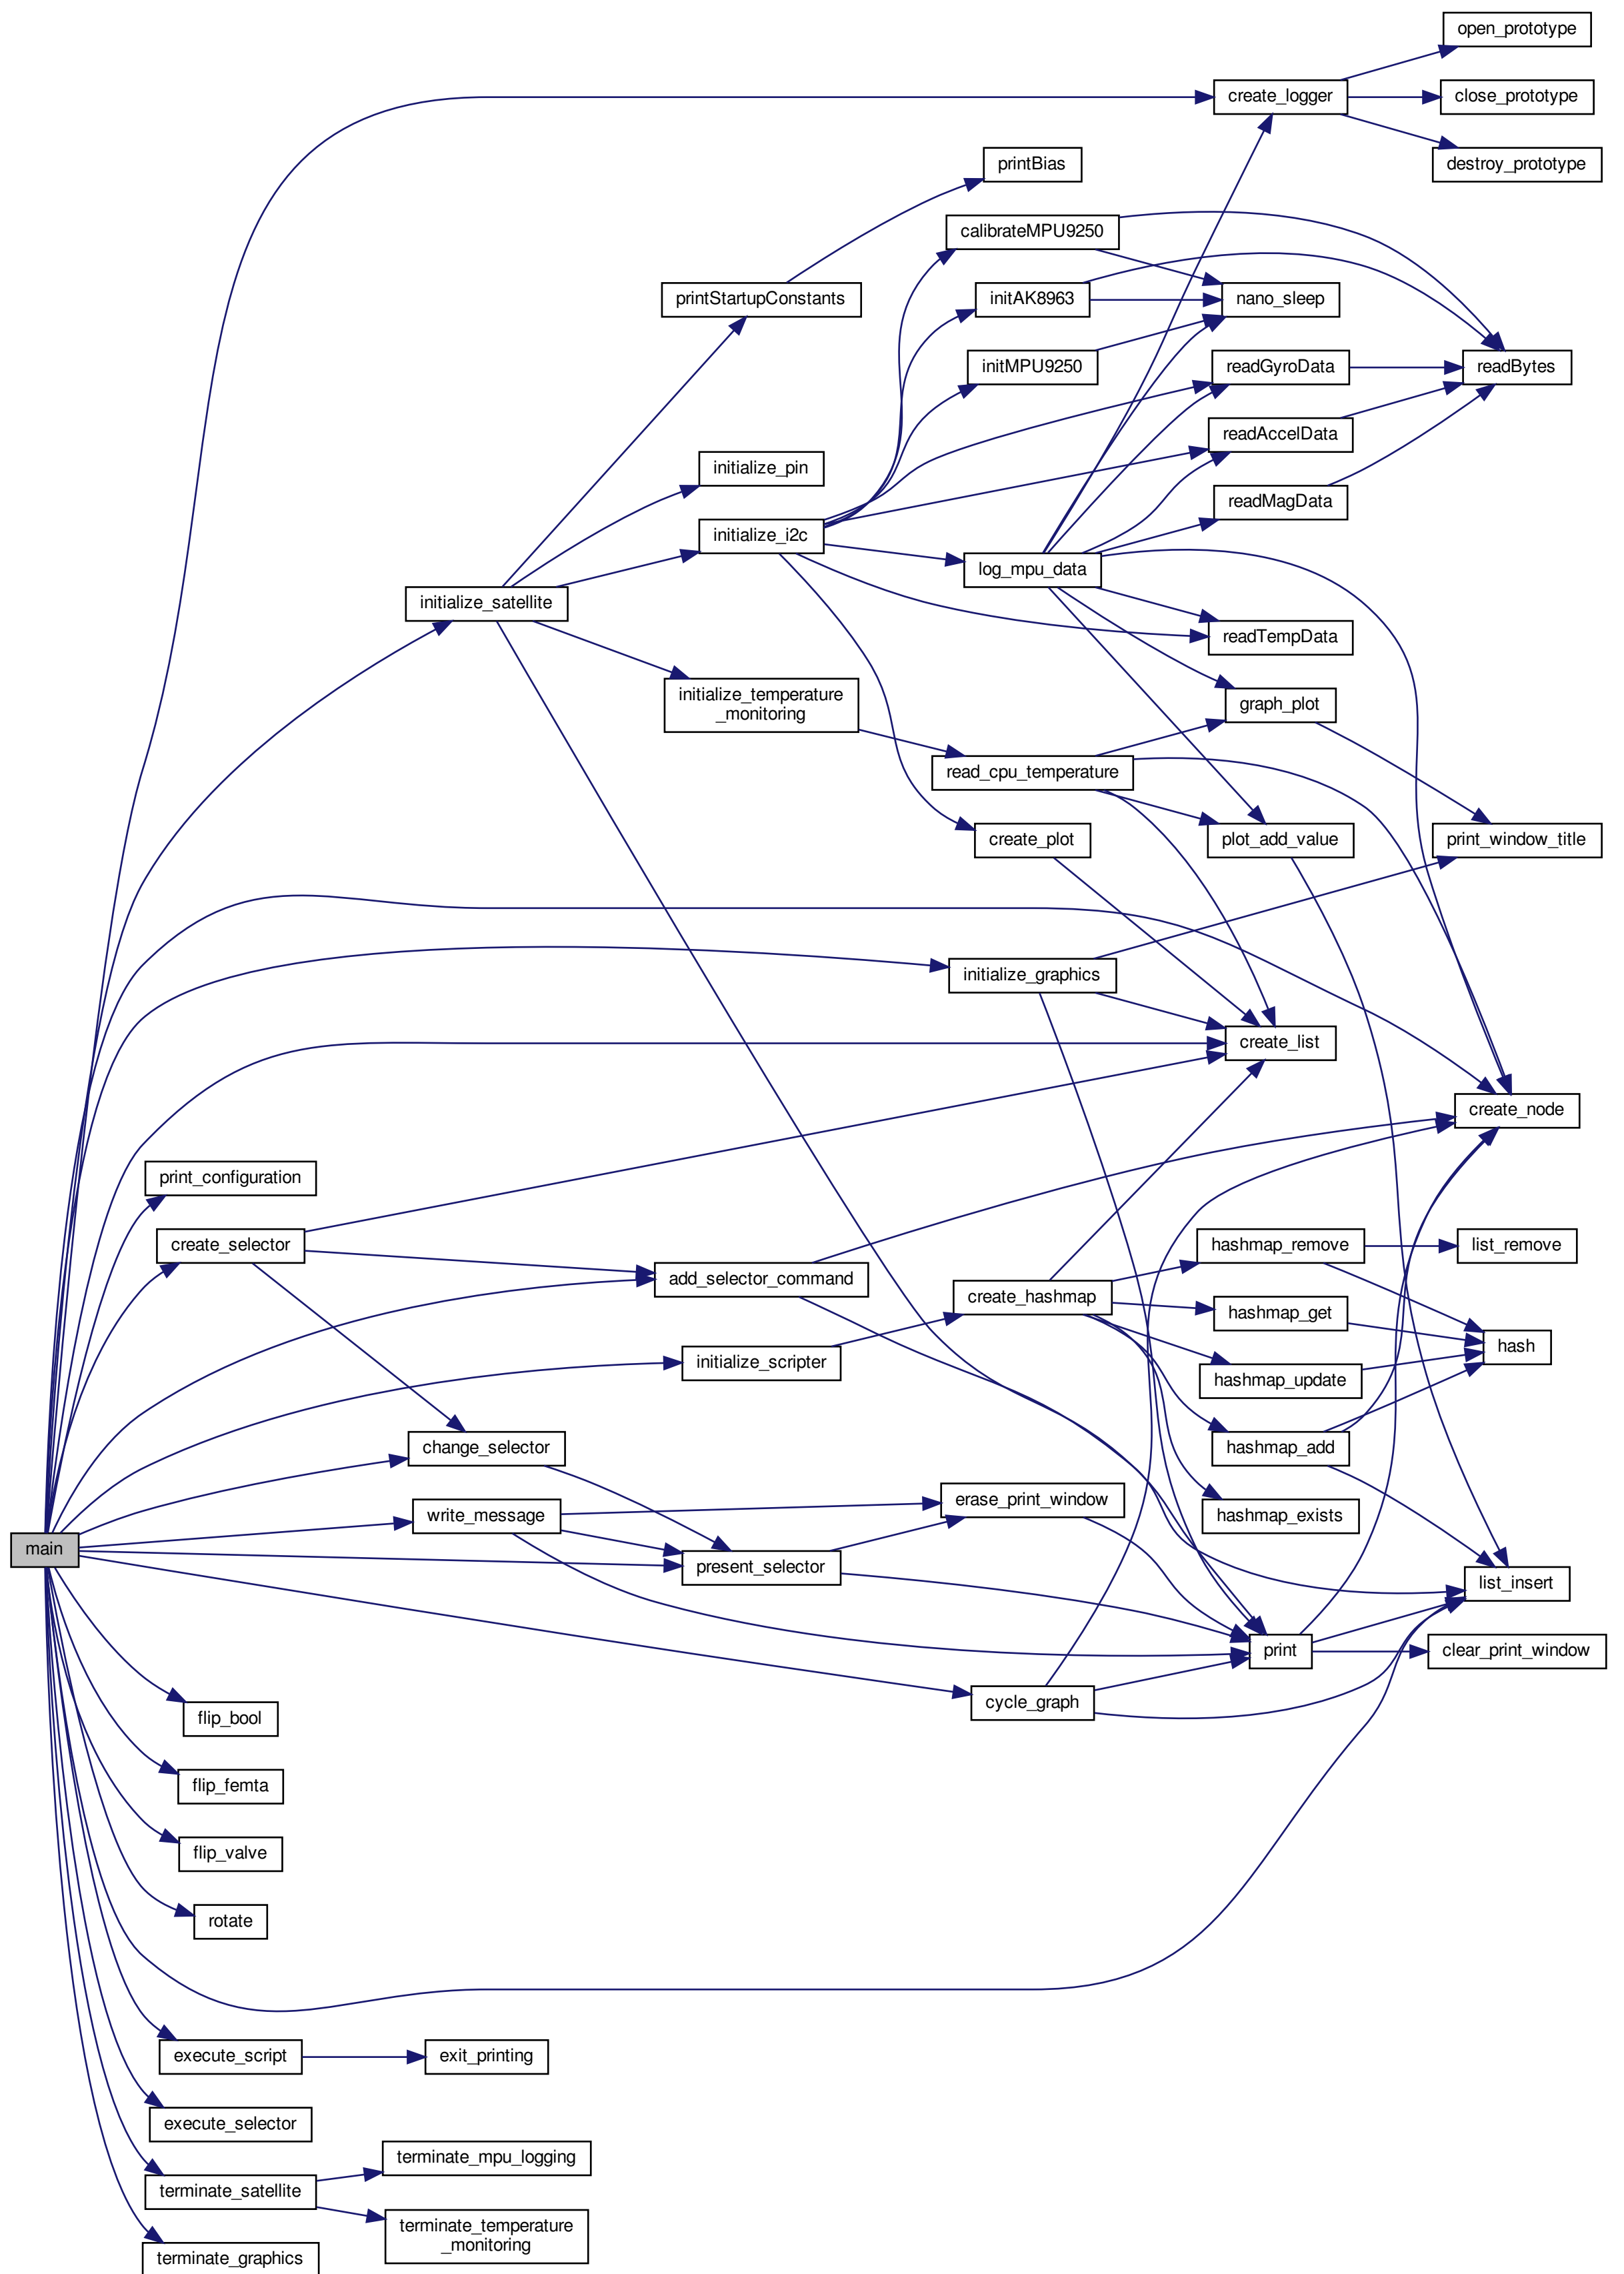 open_prototype
create_logger
close_prototype
destroy_prototype
printBias
calibrateMPU9250
printStartupConstants
initAK8963
nano_sleep
initMPU9250
readGyroData
readBytes
readAccelData
initialize_pin
readMagData
initialize_i2c
log_mpu_data
initialize_satellite
readTempData
initialize_temperature
_monitoring
graph_plot
read_cpu_temperature
create_plot
plot_add_value
print_window_title
initialize_graphics
create_list
create_node
print_configuration
create_selector
hashmap_remove
list_remove
add_selector_command
create_hashmap
hashmap_get
hash
initialize_scripter
hashmap_update
change_selector
hashmap_add
erase_print_window
write_message
hashmap_exists
main
present_selector
list_insert
print
clear_print_window
cycle_graph
flip_bool
flip_femta
flip_valve
rotate
execute_script
exit_printing
execute_selector
terminate_mpu_logging
terminate_satellite
terminate_temperature
_monitoring
terminate_graphics